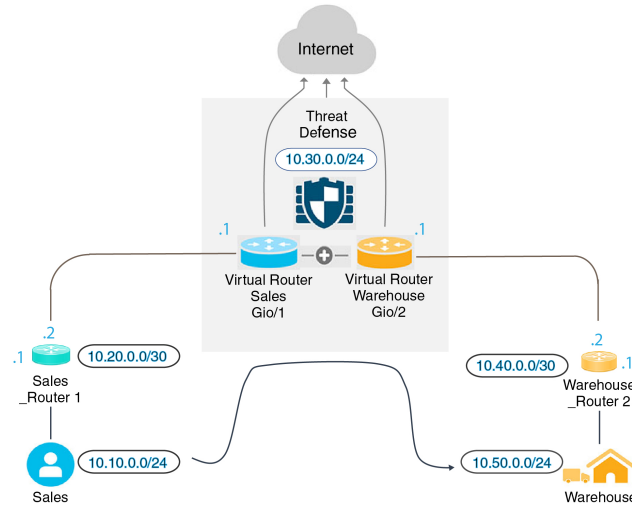 Internet
Threat
Defense
10.30.0.0/24
.1
.1
Virtual Router
Sales
Gio/1
Virtual Router
Warehouse
Gio/2
.2
.1
10.20.0.0/30
Sales
_Router 1
10.40.0.0/30
.2
.1
Warehouse
_Router 2
10.10.0.0/24
Sales
10.50.0.0/24
Warehouse